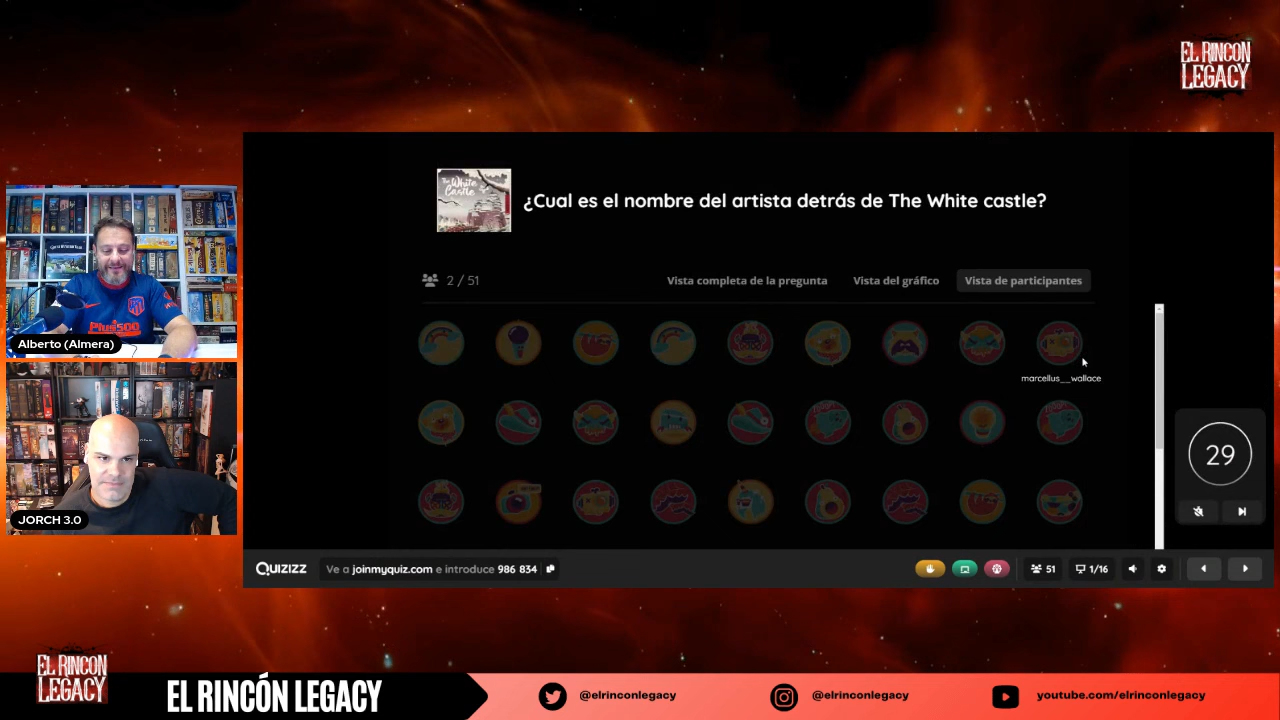 EL RINCON
LEGACY
The White
Castle
¿Cual es el nombre del artista detrás de The White castle?
2 / 51
Vista completa de la pregunta
Vista del gráfico
Vista de participantes
marcellus__wallace
Plus500
Alberto (Almera)
JORCH 3.0
29
QUIZIZZ
Ve a joinmyquiz.com e introduce 986 834
51
1/16
EL RINCON
LEGACY
EL RINCÓN LEGACY
@elrinconlegacy
@elrinconlegacy
youtube.com/elrinconlegacy